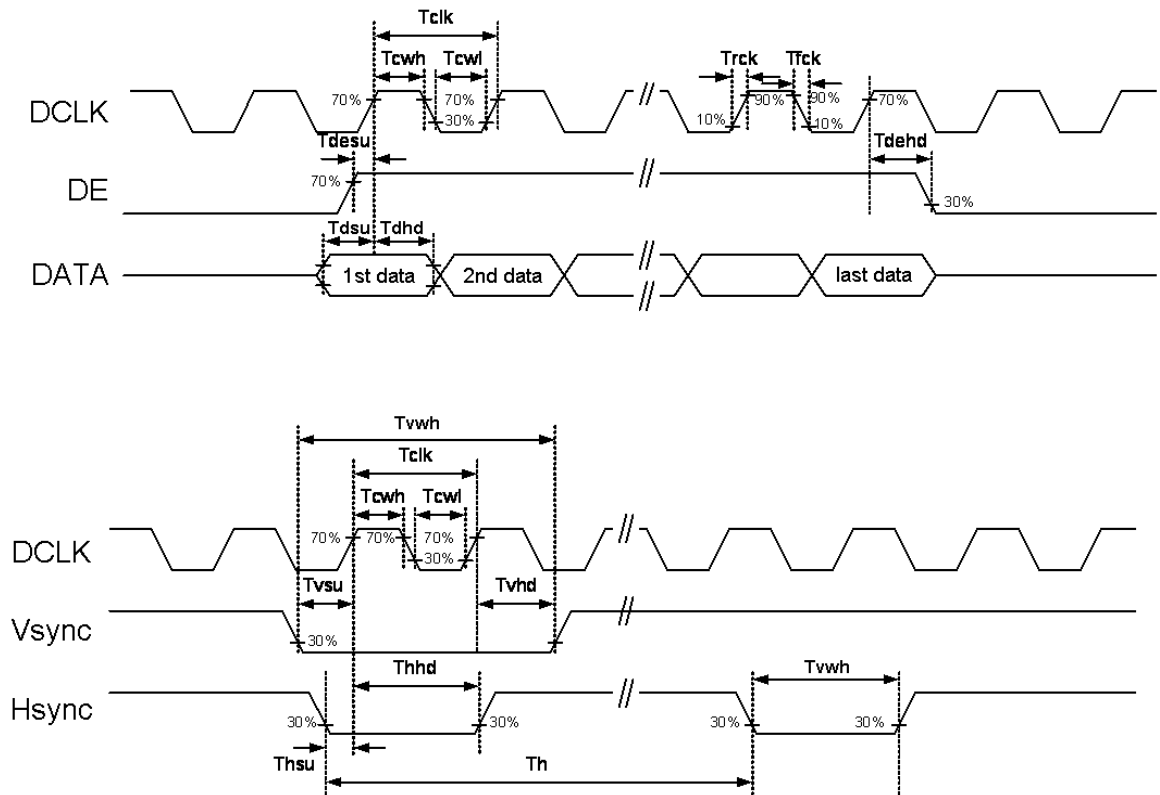 Tclk
Tcwh Tcwl Trck Tfck
DCLK 70% 70% 30% 10% 90% 90% 10% 70%
Tdesu Tdehd
DE 70% 30%
Tdsu Tdhd
DATA 1st data 2nd data last data
Tvwh
Tclk
Tcwh Tcwl
DCLK 70% 70% 70% 30%
Tvsu Tvhd
Vsync 30%
Thhd Tvwh
Hsync 30% 30% 30% 30%
Thsu Th